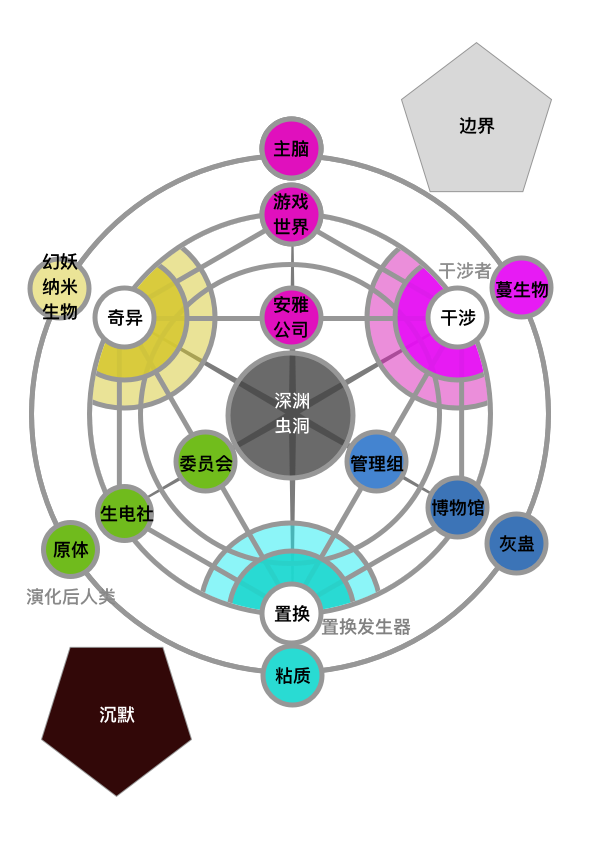 边界
主脑
游戏
世界
幻妖
纳米
生物
干涉者
蔓生物
奇异
安雅
公司
干涉
深渊
虫洞
委员会
管理组
生电社
博物馆
原体
灰蛊
演化后人类
置换
置换发生器
粘质
沉默